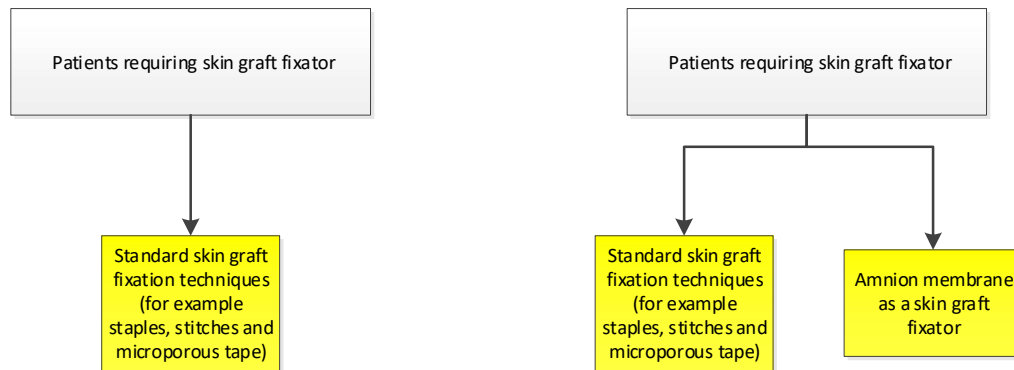 Patients requiring skin graft fixator
Standard skin graft
fixation techniques
(for example
staples, stitches and
microporous tape)
Patients requiring skin graft fixator
Standard skin graft
fixation techniques
(for example
staples, stitches and
microporous tape)
Amnion membrane
as a skin graft
fixator